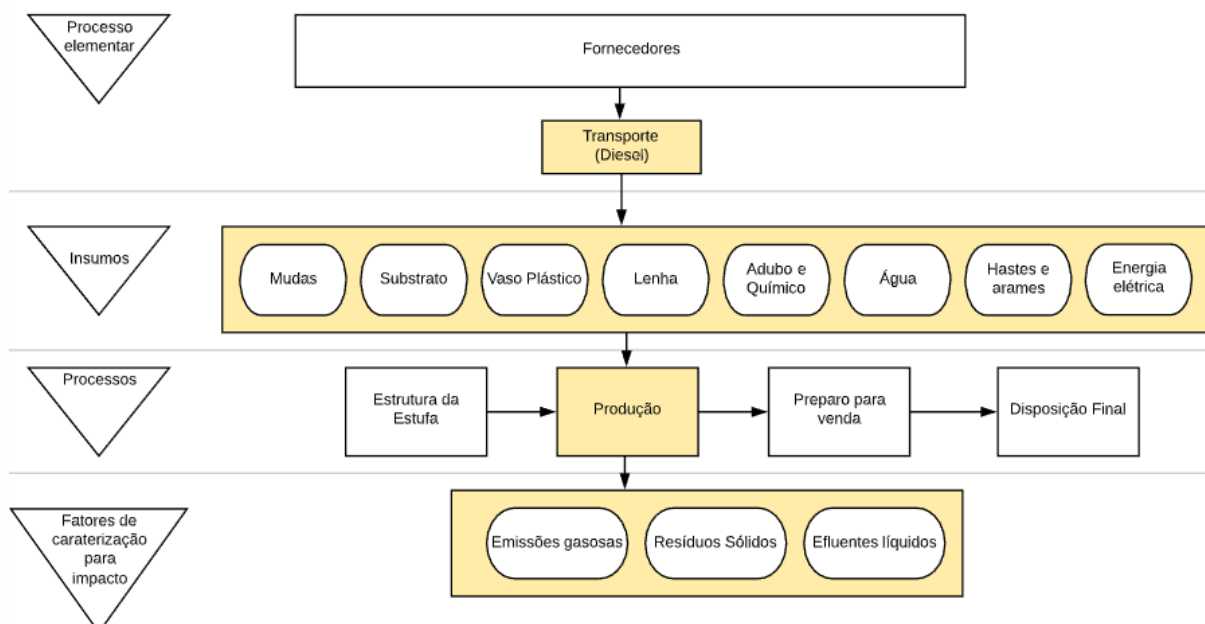 Processo
elementar
Fornecedores
Transporte
(Diesel)
Insumos
Mudas
Substrato
Vaso Plástico
Lenha
Adubo e
Químico
Água
Hastes e
arames
Energia
elétrica
Processos
Estrutura da
Estufa
Produção
Preparo para
venda
Disposição Final
Fatores de
caraterização
para
impacto
Emissões gasosas
Resíduos Sólidos
Efluentes líquidos